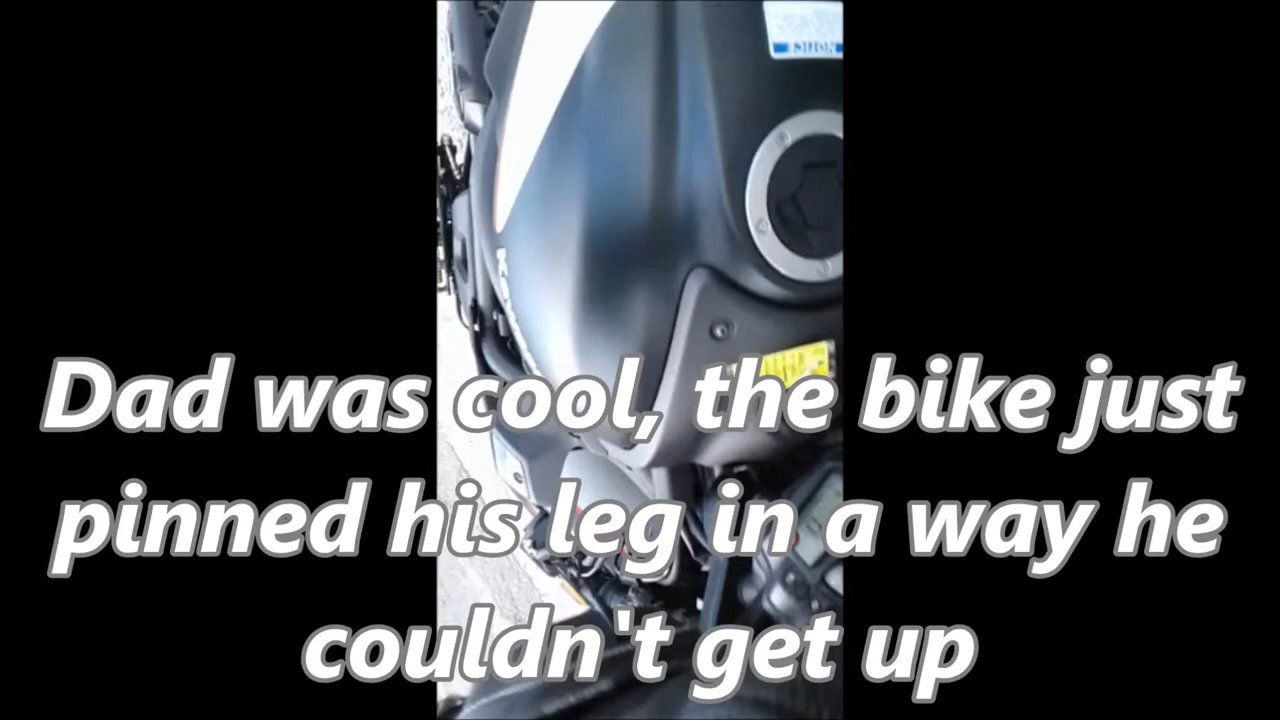 Dad was cool, the bike just
pinned his leg in a way he
couldn't get up